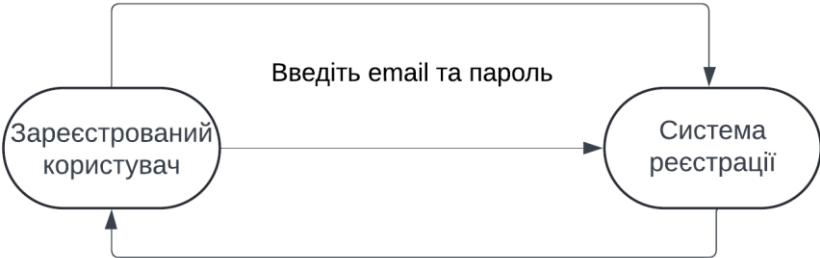 Введіть email та пароль
Зареєстрований
користувач
Система
реєстрації